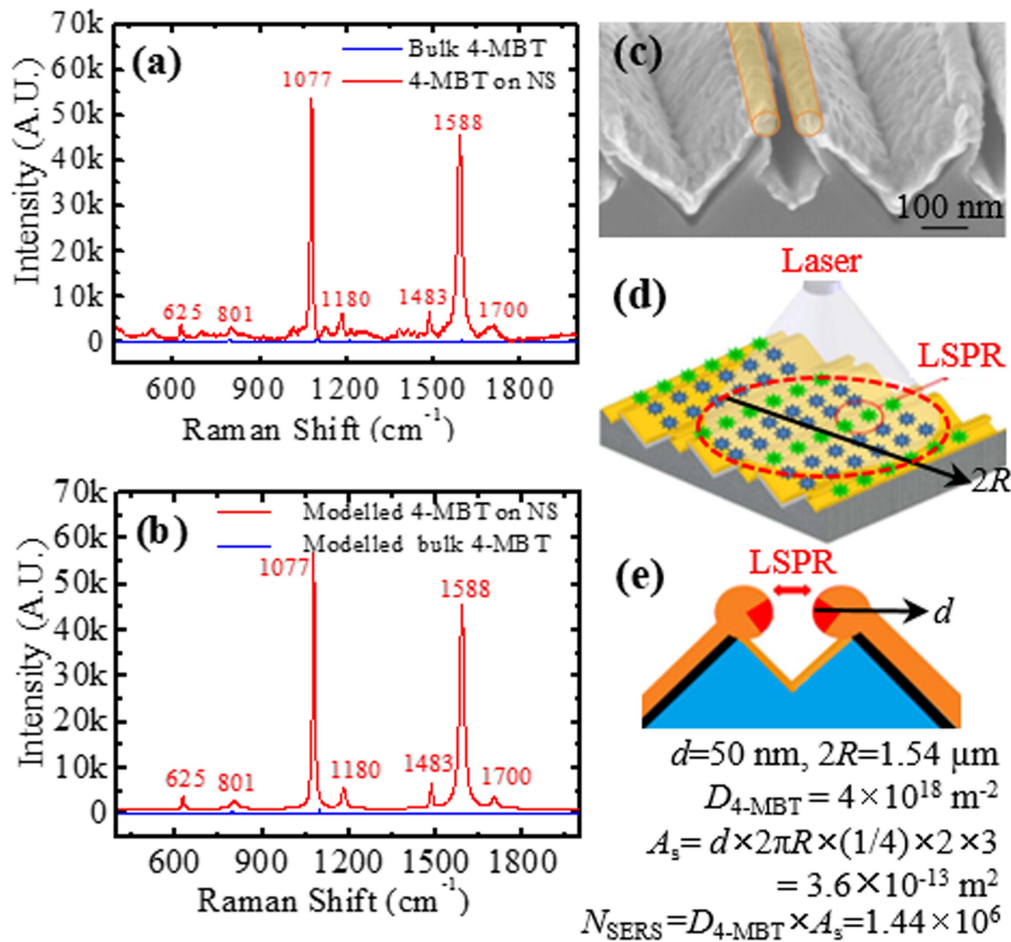 (a)
Bulk 4-MBT
4-MBT on NS
70k
60k
50k
40k
30k
20k
10k
0
Intensity (A.U.)
625
801
1077
1180
1483
1588
1700
600
900
1200
1500
1800
Raman Shift (cm⁻¹)
(b)
Modelled 4-MBT on NS
Modelled bulk 4-MBT
70k
60k
50k
40k
30k
20k
10k
0
Intensity (A.U.)
625
801
1077
1180
1483
1588
1700
600
900
1200
1500
1800
Raman Shift (cm⁻¹)
(c)
100 nm
(d)
Laser
LSPR
2R
(e)
LSPR
d
d=50 nm, 2R=1.54 μm
D4-MBT = 4×10¹⁸ m⁻²
As= d×2πR×(1/4)×2×3
= 3.6×10⁻¹³ m²
NSERS=D4-MBT×As=1.44×10⁶